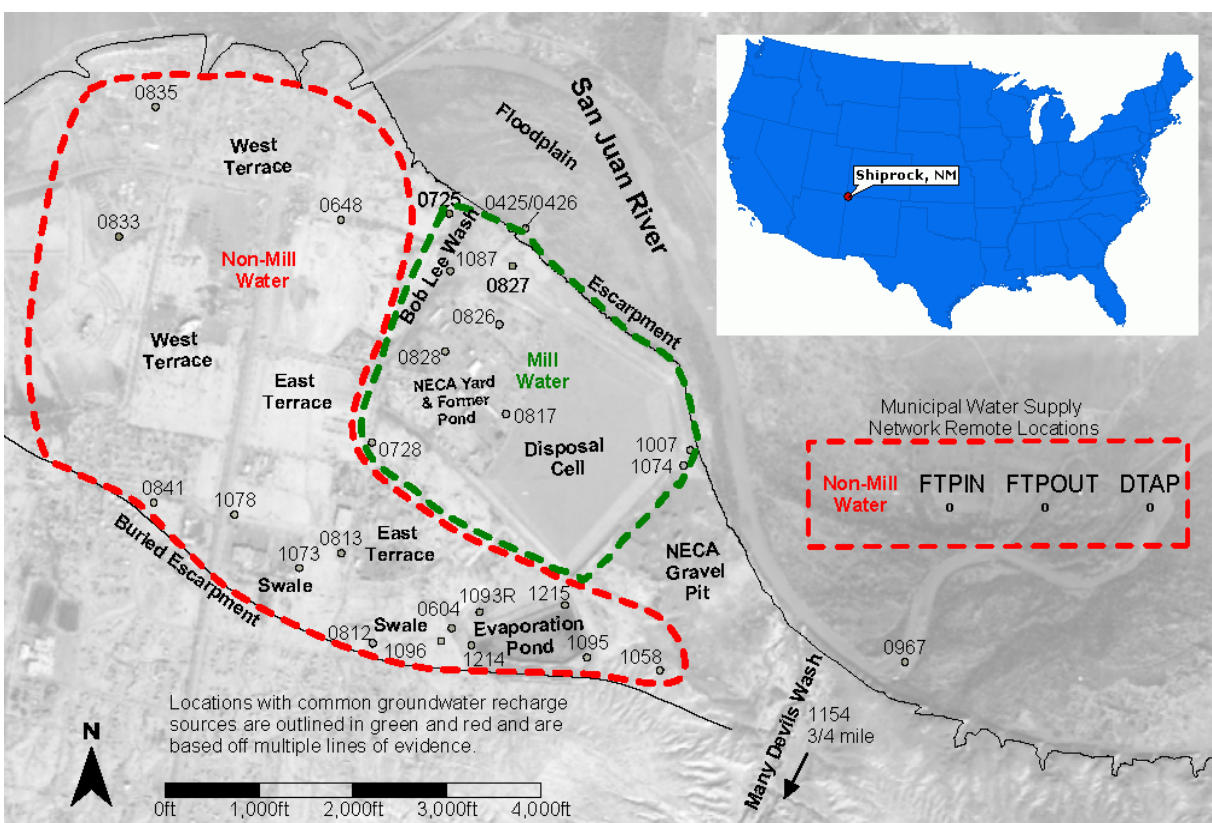 0835
West
Terrace
0833
0648
Non-Mill
Water
West
Terrace
East
Terrace
San Juan River
Floodplain
0725
0425/0426
Bob Lee Wash
1087
0827
Escarpment
0826
0828
Mill
Water
NECA Yard
& Former
Pond
0817
0728
Disposal
Cell
1007
1074
Shiprock, NM
Municipal Water Supply
Network Remote Locations
Non-Mill
Water
FTPIN
FTPOUT
DTAP
0841
1078
0813
East
Terrace
1073
Swale
Buried Escarpment
NECA
Gravel
Pit
1093R
1215
0604
0812
Swale
Evaporation
Pond
1096
1214
1095
1058
0967
Many Devils Wash
1154
3/4 mile
Locations with common groundwater recharge
sources are outlined in green and red and are
based off multiple lines of evidence.
N
0ft
1,000ft
2,000ft
3,000ft
4,000ft